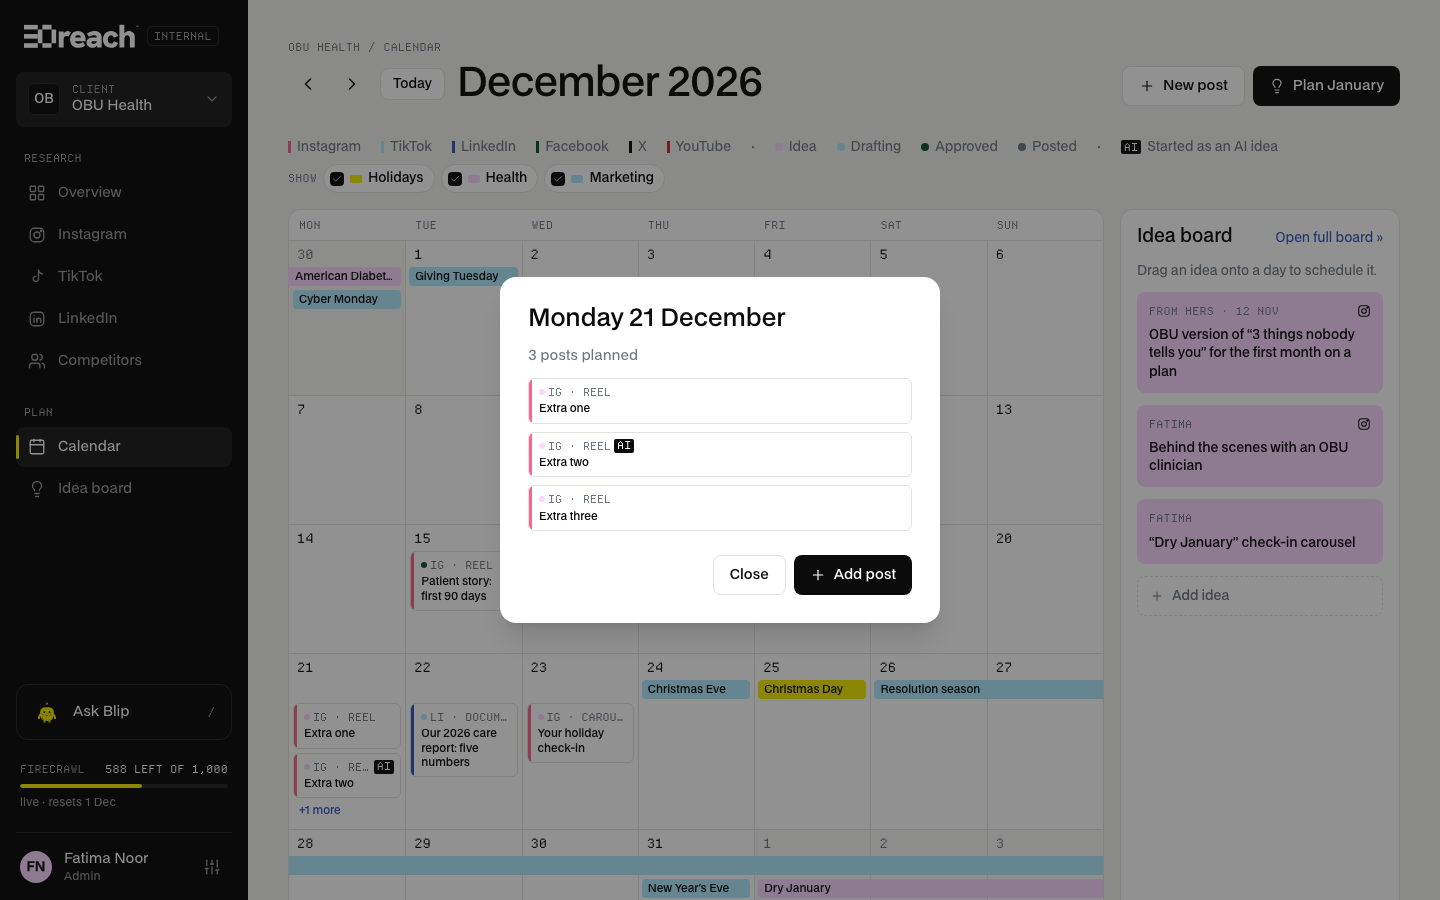 reach
INTERNAL
OB
CLIENT
OBU Health
RESEARCH
Overview
Instagram
TikTok
LinkedIn
Competitors
PLAN
Calendar
Idea board
Ask Blip /
FIRECRAWL 588 LEFT OF 1,000
live · resets 1 Dec
FN
Fatima Noor
Admin
OBU HEALTH / CALENDAR
Today
December 2026
New post
Plan January
Instagram TikTok LinkedIn Facebook X YouTube · Idea Drafting Approved Posted · AI Started as an AI idea
SHOW Holidays Health Marketing
MON TUE WED THU FRI SAT SUN
30 1 2 3 4 5 6
American Diabet… Giving Tuesday
Cyber Monday
7 8 13
14 15 20
IG · REEL
Patient story:
first 90 days
21 22 23 24 25 26 27
Christmas Eve Christmas Day Resolution season
IG · REEL
Extra one
IG · RE… AI
Extra two
+1 more
LI · DOCUM…
Our 2026 care
report: five
numbers
IG · CAROU…
Your holiday
check-in
28 29 30 31 1 2 3
New Year's Eve Dry January
Monday 21 December
3 posts planned
IG · REEL
Extra one
IG · REEL AI
Extra two
IG · REEL
Extra three
Close
Add post
Idea board
Open full board »
Drag an idea onto a day to schedule it.
FROM HERS · 12 NOV
OBU version of “3 things nobody
tells you” for the first month on a
plan
FATIMA
Behind the scenes with an OBU
clinician
FATIMA
“Dry January” check-in carousel
Add idea